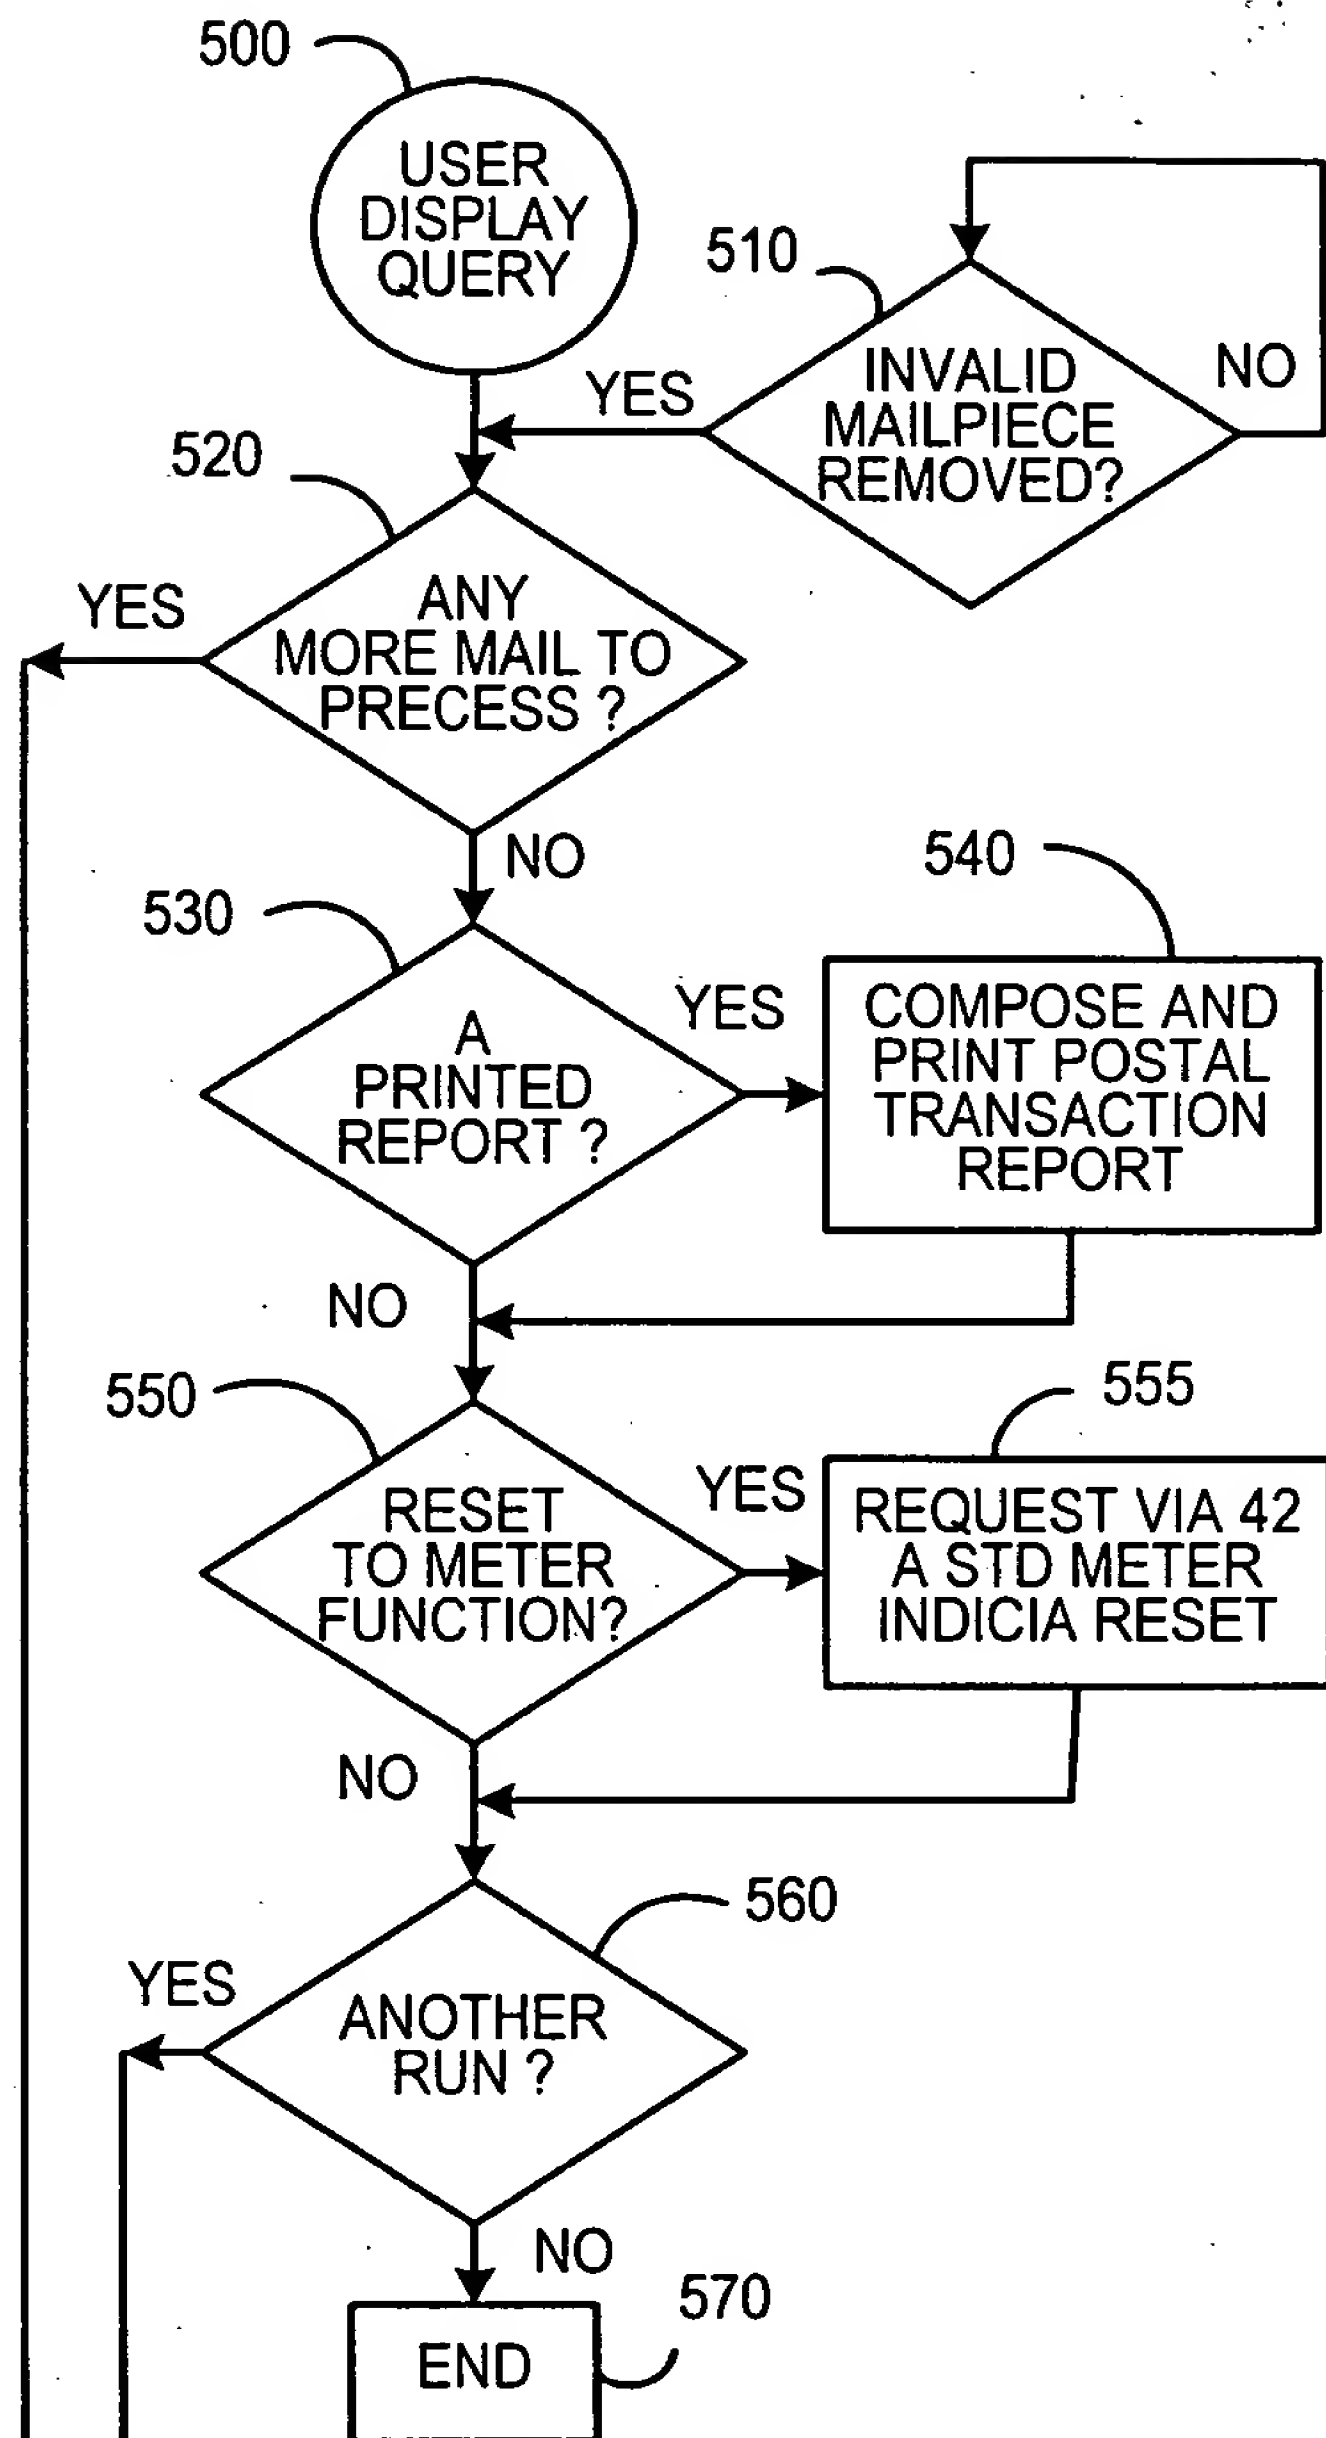 500
USER
DISPLAY
QUERY
510
INVALID
MAILPIECE
REMOVED?
NO
YES
520
ANY
MORE MAIL TO
PRECESS ?
YES
NO
530
A
PRINTED
REPORT ?
YES
540
COMPOSE AND
PRINT POSTAL
TRANSACTION
REPORT
NO
550
RESET
TO METER
FUNCTION?
YES
555
REQUEST VIA 42
A STD METER
INDICIA RESET
NO
560
ANOTHER
RUN ?
YES
NO
570
END